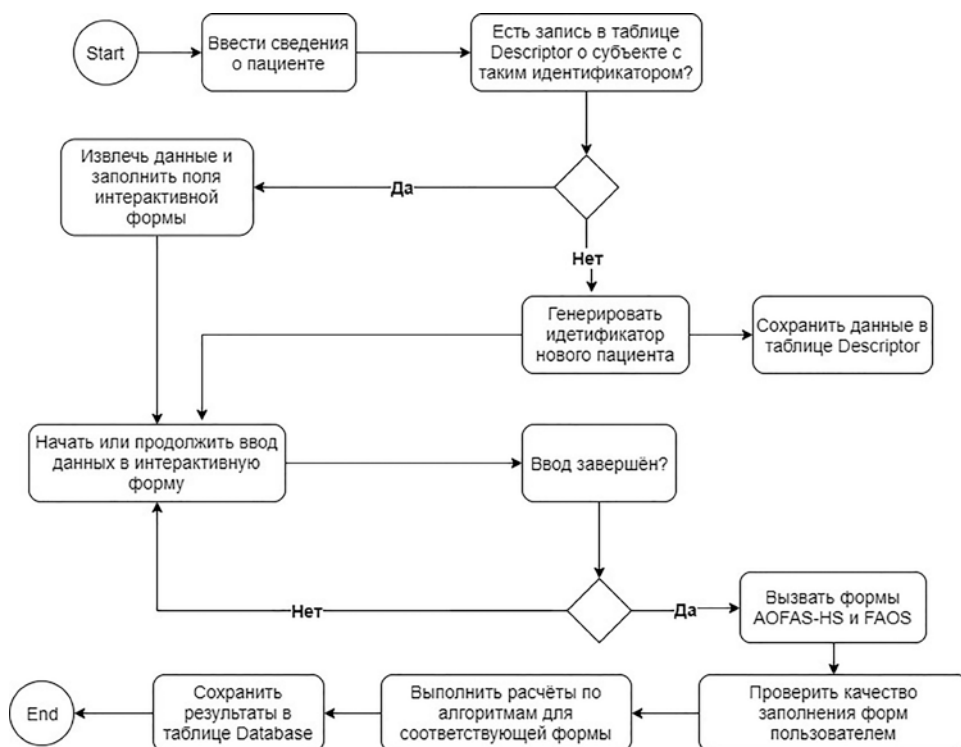 Start
Ввести сведения
о пациенте
Есть запись в таблице
Descriptor о субъекте с
таким идентификатором?
Извлечь данные и
заполнить поля
интерактивной
формы
Да
Нет
Генерировать
идетификатор
нового пациента
Сохранить данные в
таблице Descriptor
Начать или продолжить ввод
данных в интерактивную
форму
Ввод завершён?
Нет
Да
Вызвать формы
AOFAS-HS и FAOS
End
Сохранить
результаты в
таблице Database
Выполнить расчёты по
алгоритмам для
соответствующей формы
Проверить качество
заполнения форм
пользователем